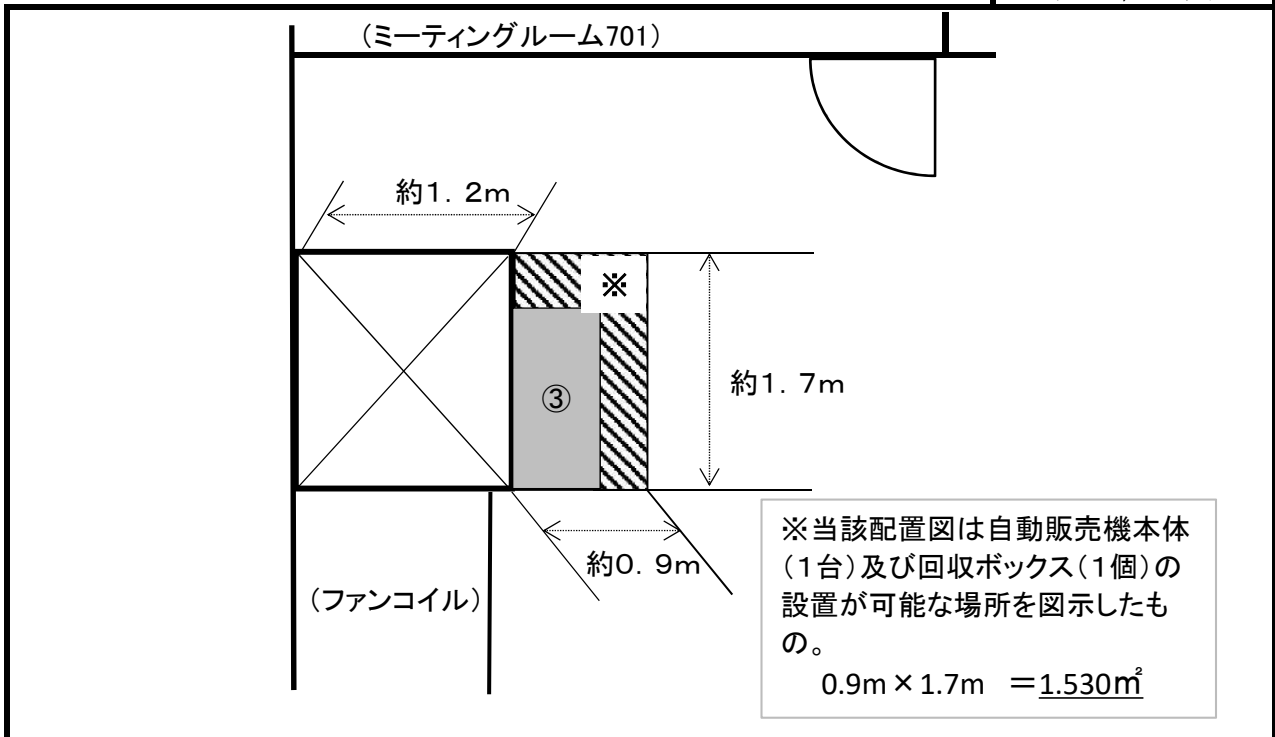 （ミーティングルーム701）
約1．2m
※
③
約1．7m
約0．9m
（ファンコイル）
※当該配置図は自動販売機本体
（１台）及び回収ボックス（１個）の
設置が可能な場所を図示したも
の。
0.9m×1.7m ＝1.530㎡